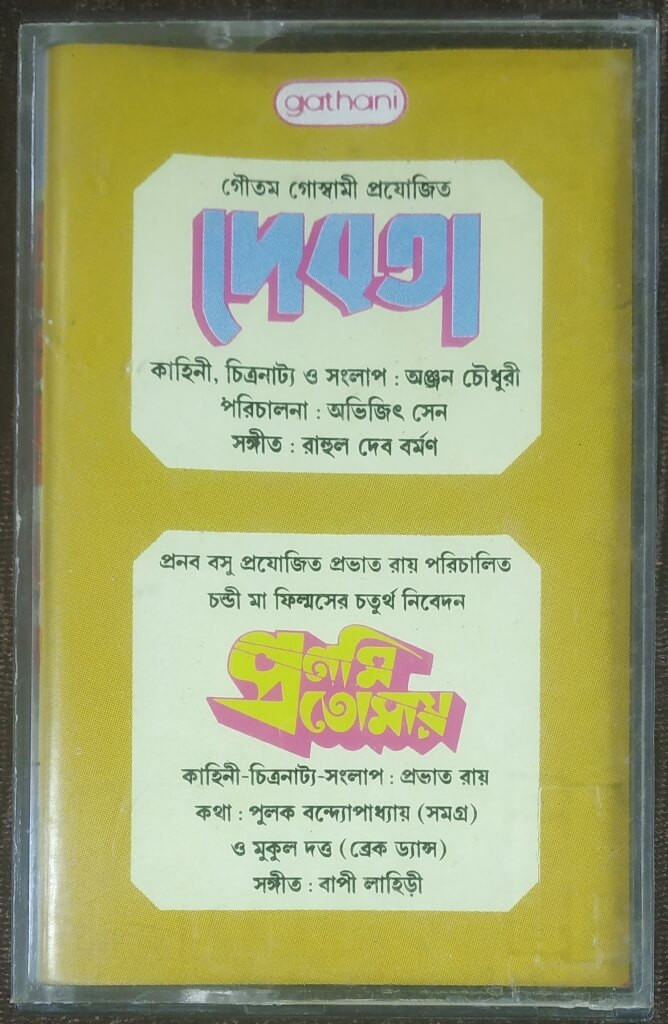 gathani
গৌতম গোস্বামী প্রযোজিত
দেবতা
কাহিনী, চিত্রনাট্য ও সংলাপ : অঞ্জন চৌধুরী
পরিচালনা : অভিজিৎ সেন
সঙ্গীত : রাহুল দেব বর্মণ
প্রনব বসু প্রযোজিত প্রভাত রায় পরিচালিত
চন্ডী মা ফিল্মসের চতুর্থ নিবেদন
প্রণমি
তোমায়
কাহিনী-চিত্রনাট্য-সংলাপ : প্রভাত রায়
কথা : পুলক বন্দ্যোপাধ্যায় (সমগ্র)
ও মুকুল দত্ত (ব্রেক ড্যান্স)
সঙ্গীত : বাপী লাহিড়ী